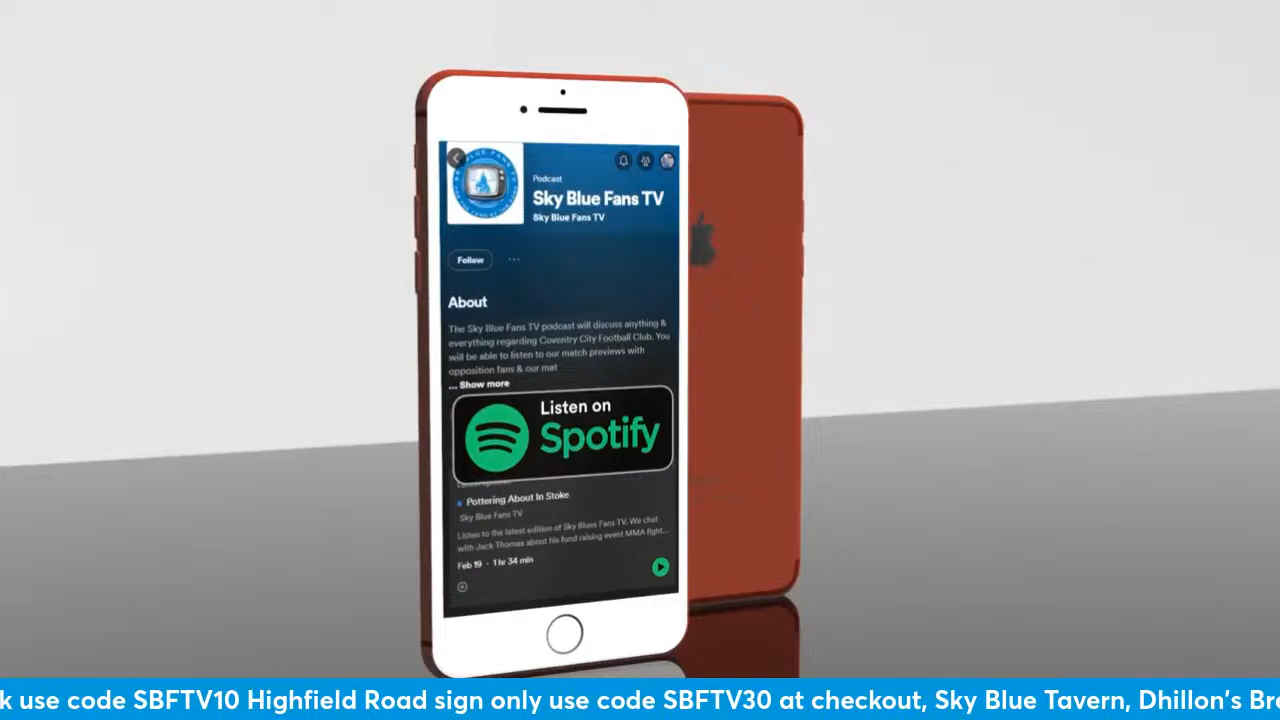 Podcast
Sky Blue Fans TV
Sky Blue Fans TV
Follow
About
The Sky Blue Fans TV podcast will discuss anything &
everything regarding Coventry City Football Club. You
will be able to listen to our match previews with
opposition fans & our mat
... Show more
Listen on
Spotify
Pottering About In Stoke
Sky Blue Fans TV
Listen to the latest edition of Sky Blues Fans TV. We chat
with Jack Thomas about his fund raising event MMA fight...
Feb 19 · 1 hr 34 min
k use code SBFTV10 Highfield Road sign only use code SBFTV30 at checkout, Sky Blue Tavern, Dhillon's Bre